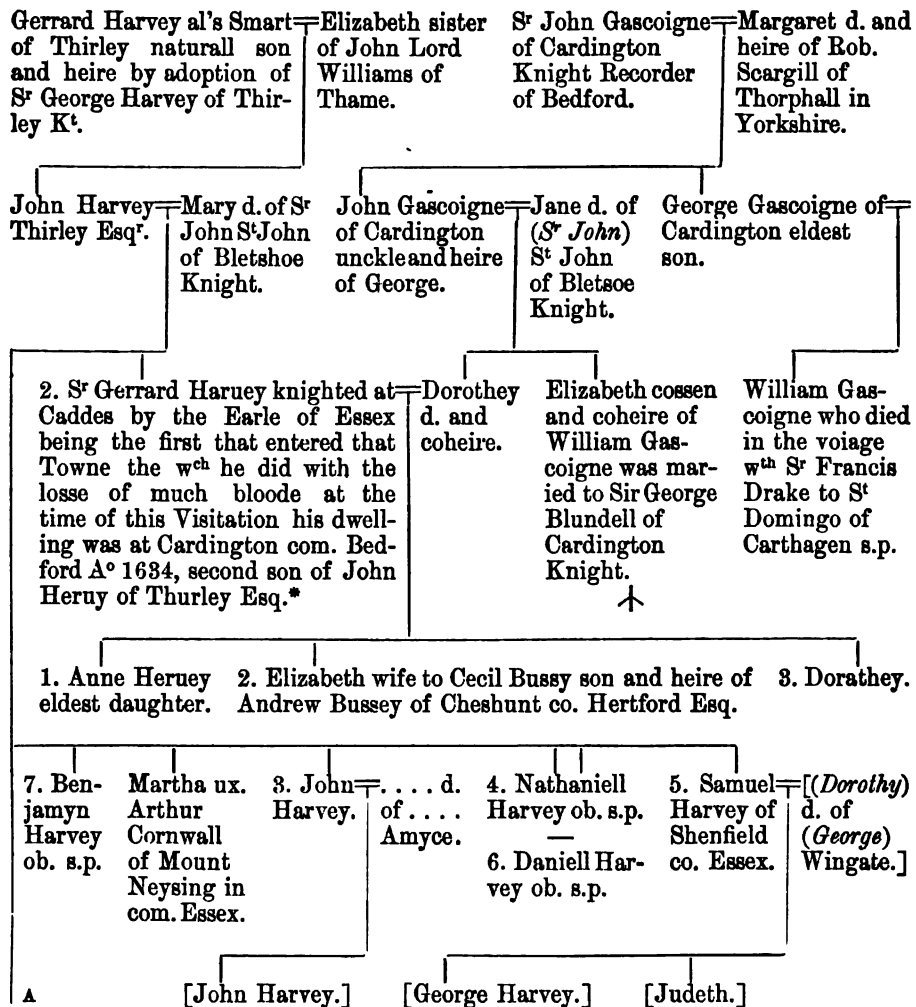 Gerrard Harvey al's Smart
of Thirley naturall son
and heire by adoption of
Sr George Harvey of Thir-
ley Kt.
Elizabeth sister
of John Lord
Williams of
Thame.
Sr John Gascoigne
of Cardington
Knight Recorder
of Bedford.
Margaret d. and
heire of Rob.
Scargill of
Thorphall in
Yorkshire.
John Harvey
Thirley Esqr.
Mary d. of Sr
John St John
of Bletshoe
Knight.
John Gascoigne
of Cardington
unckle and heire
of George.
Jane d. of
(Sr John)
St John
of Bletsoe
Knight.
George Gascoigne of
Cardington eldest
son.
2. Sr Gerrard Haruey knighted at
Caddes by the Earle of Essex
being the first that entered that
Towne the wch he did with the
losse of much bloode at the
time of this Visitation his dwell-
ing was at Cardington com. Bed-
ford Ao 1634, second son of John
Heruy of Thurley Esq.*
Dorothey
d. and
coheire.
Elizabeth cossen
and coheire of
William Gas-
coigne was mar-
ied to Sir George
Blundell of
Cardington
Knight.
William Gas-
coigne who died
in the voiage
wth Sr Francis
Drake to St
Domingo of
Carthagen s.p.
1. Anne Heruey
eldest daughter.
2. Elizabeth wife to Cecil Bussy son and heire of
Andrew Bussey of Cheshunt co. Hertford Esq.
3. Dorathey.
7. Ben-
jamyn
Harvey
ob. s.p.
Martha ux.
Arthur
Cornwall
of Mount
Neysing in
com. Essex.
3. John
Harvey.
. . . . d.
of . . . .
Amyce.
4. Nathaniell
Harvey ob. s.p.
—
6. Daniell Har-
vey ob. s.p.
5. Samuel
Harvey of
Shenfield
co. Essex.
[(Dorothy)
d. of
(George)
Wingate.]
A
[John Harvey.]
[George Harvey.]
[Judeth.]